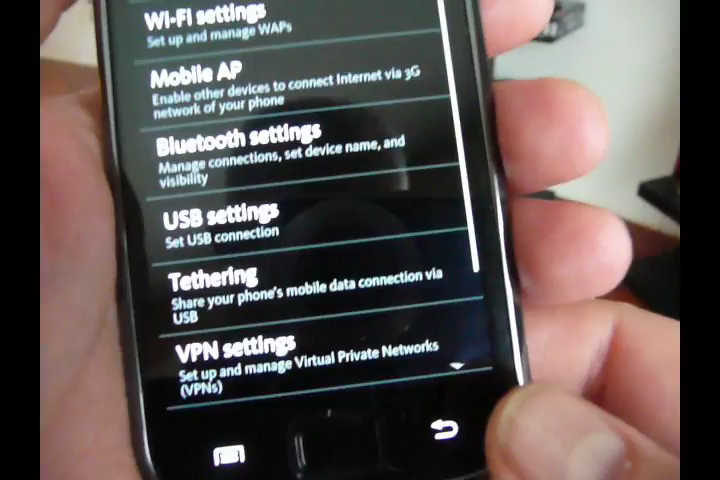 Wi-Fi settings
Set up and manage WAPs
Mobile AP
Enable other devices to connect Internet via 3G
network of your phone
Bluetooth settings
Manage connections, set device name, and
visibility
USB settings
Set USB connection
Tethering
Share your phone's mobile data connection via
USB
VPN settings
Set up and manage Virtual Private Networks
(VPNs)